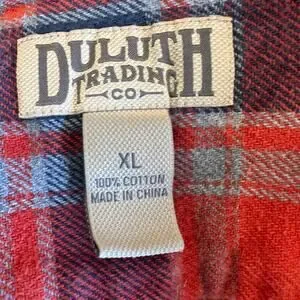 DULUTH
TRADING
CO
XL
100% COTTON
MADE IN CHINA